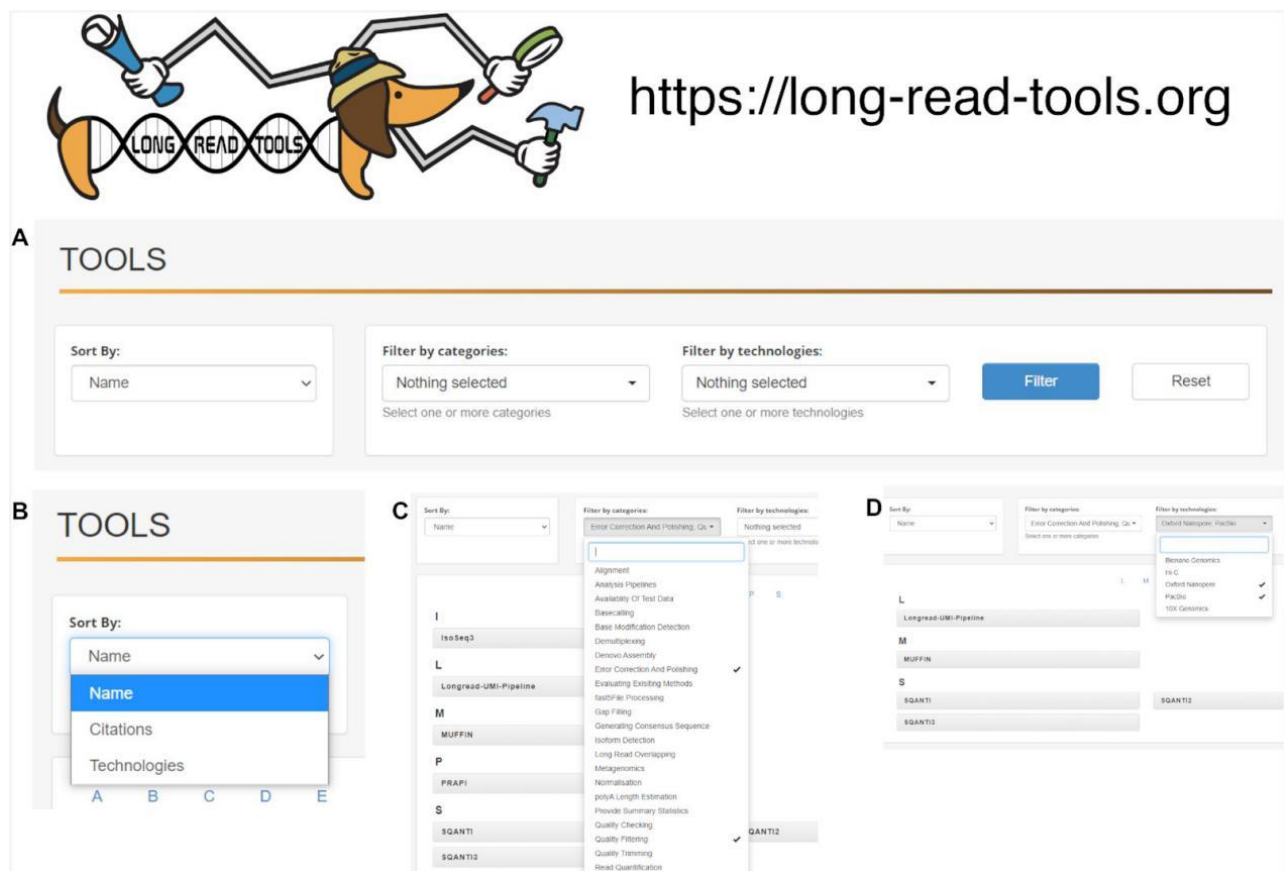 LONG READ TOOLS
https://long-read-tools.org
A
TOOLS
Sort By:
Name
Filter by categories:
Nothing selected
Select one or more categories
Filter by technologies:
Nothing selected
Select one or more technologies
Filter
Reset
B
TOOLS
Sort By:
Name
Name
Citations
Technologies
A B C D E
C
Sort By:
Name
Filter by categories:
Error Correction And Polishing, Qu
Filter by technologies:
Nothing selected
ect one or more technolo
P S
Alignment
Analysis Pipelines
Availability Of Test Data
Basecalling
Base Modification Detection
Demultiplexing
Denovo Assembly
Error Correction And Polishing
Evaluating Exisiting Methods
fast5File Processing
Gap Filling
Generating Consensus Sequence
Isoform Detection
Long Read Overlapping
Metagenomics
Normalisation
polyA Length Estimation
Provide Summary Statistics
Quality Checking
Quality Filtering
Quality Trimming
Read Quantification
I
IsoSeq3
L
Longread-UMI-Pipeline
M
MUFFIN
P
PRAPI
S
SQANTI
QANTI2
SQANTI3
D
Sort By:
Name
Filter by categories:
Error Correction And Polishing, Qu
Select one or more categories
Filter by technologies:
Oxford Nanopore, PacBio
Bionano Genomics
Hi-C
Oxford Nanopore
PacBio
10X Genomics
L M
L
Longread-UMI-Pipeline
M
MUFFIN
S
SQANTI
SQANTI2
SQANTI3